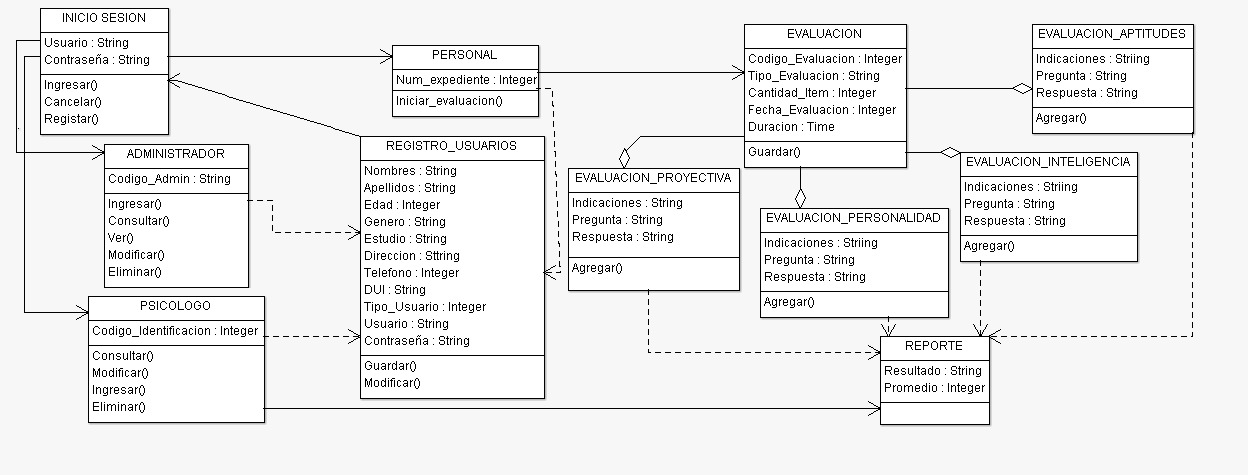 INICIO SESION
Usuario : String
Contraseña : String
Ingresar()
Cancelar()
Registar()
PERSONAL
Num_expediente : Integer
Iniciar_evaluacion()
EVALUACION
Codigo_Evaluacion : Integer
Tipo_Evaluacion : String
Cantidad_Item : Integer
Fecha_Evaluacion : Integer
Duracion : Time
Guardar()
EVALUACION_APTITUDES
Indicaciones : Striing
Pregunta : String
Respuesta : String
Agregar()
ADMINISTRADOR
Codigo_Admin : String
Ingresar()
Consultar()
Ver()
Modificar()
Eliminar()
REGISTRO_USUARIOS
Nombres : String
Apellidos : String
Edad : Integer
Genero : String
Estudio : String
Direccion : Sttring
Telefono : Integer
DUI : String
Tipo_Usuario : Integer
Usuario : String
Contraseña : String
Guardar()
Modificar()
EVALUACION_PROYECTIVA
Indicaciones : String
Pregunta : String
Respuesta : String
Agregar()
EVALUACION_PERSONALIDAD
Indicaciones : Striing
Pregunta : String
Respuesta : String
Agregar()
EVALUACION_INTELIGENCIA
Indicaciones : Striing
Pregunta : String
Respuesta : String
Agregar()
PSICOLOGO
Codigo_Identificacion : Integer
Consultar()
Modificar()
Ingresar()
Eliminar()
REPORTE
Resultado : String
Promedio : Integer